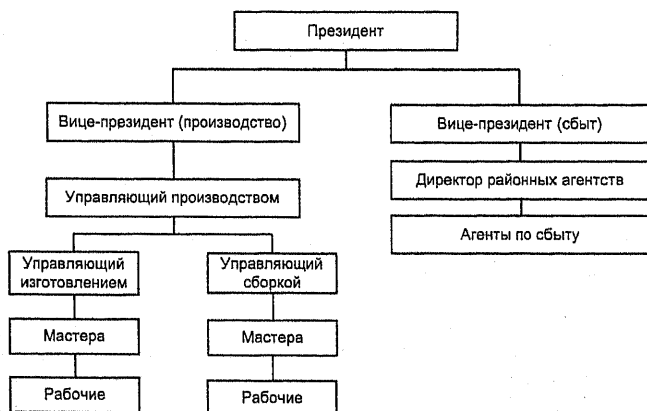 Президент
Вице-президент (производство)
Вице-президент (сбыт)
Управляющий производством
Директор районных агентств
Агенты по сбыту
Управляющий
изготовлением
Управляющий
сборкой
Мастера
Мастера
Рабочие
Рабочие